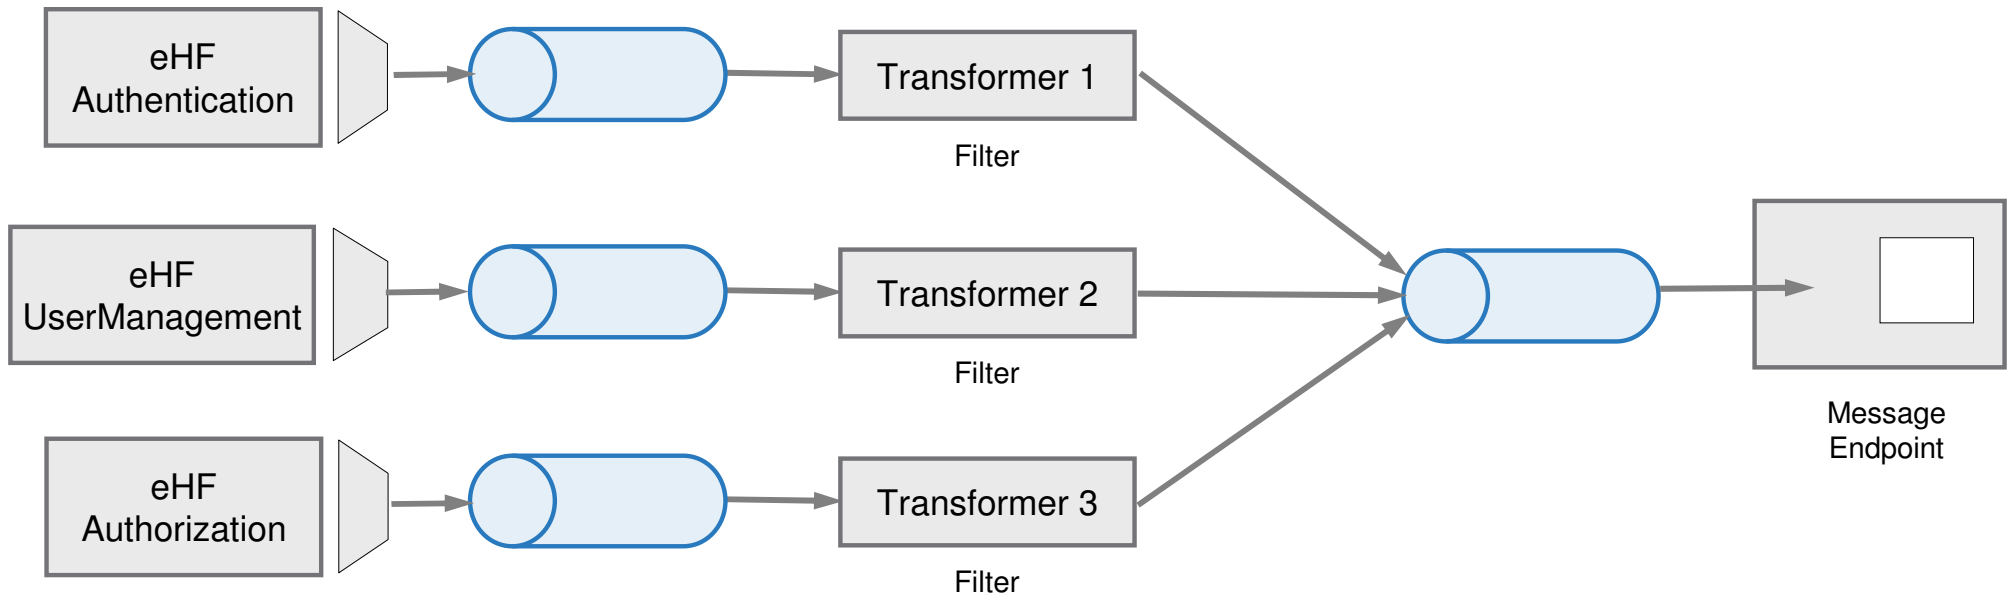 eHF
Authentication
Transformer 1
Filter
eHF
UserManagement
Transformer 2
Filter
eHF
Authorization
Transformer 3
Filter
Message
Endpoint